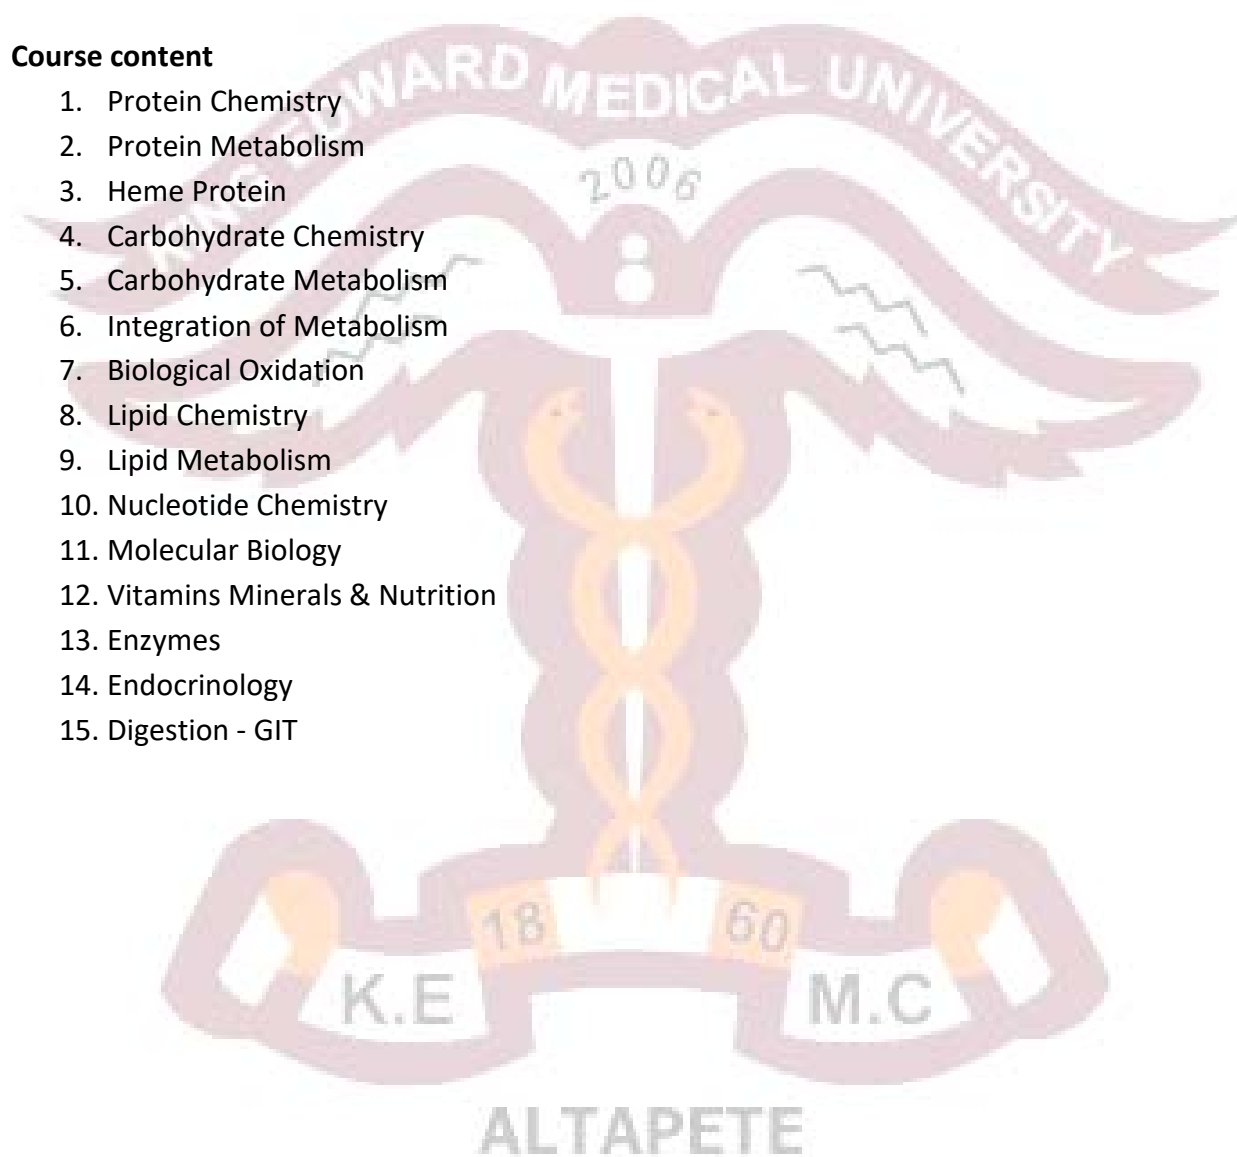 Course content
1. Protein Chemistry
2. Protein Metabolism
3. Heme Protein
4. Carbohydrate Chemistry
5. Carbohydrate Metabolism
6. Integration of Metabolism
7. Biological Oxidation
8. Lipid Chemistry
9. Lipid Metabolism
10. Nucleotide Chemistry
11. Molecular Biology
12. Vitamins Minerals & Nutrition
13. Enzymes
14. Endocrinology
15. Digestion - GIT
KING EDWARD MEDICAL UNIVERSITY
2006
18 60
K.E M.C
ALTAPETE